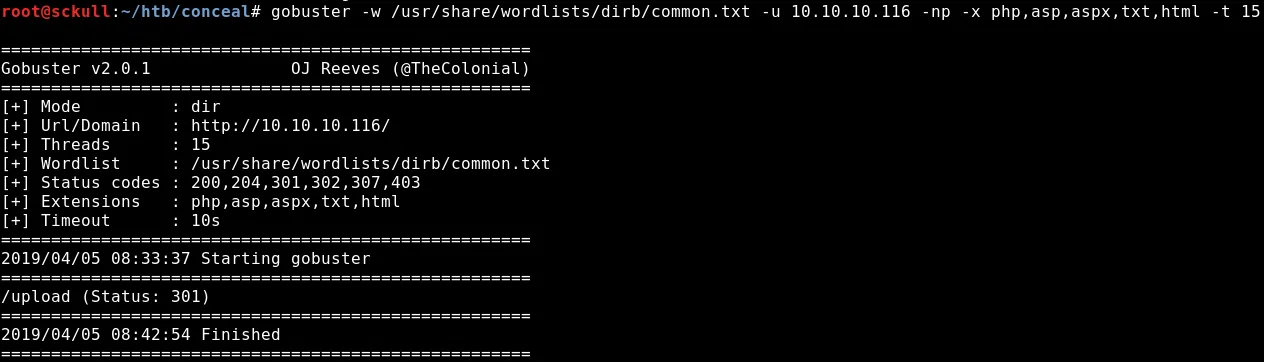 root@sckull:~/htb/conceal# gobuster -w /usr/share/wordlists/dirb/common.txt -u 10.10.10.116 -np -x php,asp,aspx,txt,html -t 15
=====================================================
Gobuster v2.0.1              OJ Reeves (@TheColonial)
=====================================================
[+] Mode         : dir
[+] Url/Domain   : http://10.10.10.116/
[+] Threads      : 15
[+] Wordlist     : /usr/share/wordlists/dirb/common.txt
[+] Status codes : 200,204,301,302,307,403
[+] Extensions   : php,asp,aspx,txt,html
[+] Timeout      : 10s
=====================================================
2019/04/05 08:33:37 Starting gobuster
=====================================================
/upload (Status: 301)
=====================================================
2019/04/05 08:42:54 Finished
=====================================================